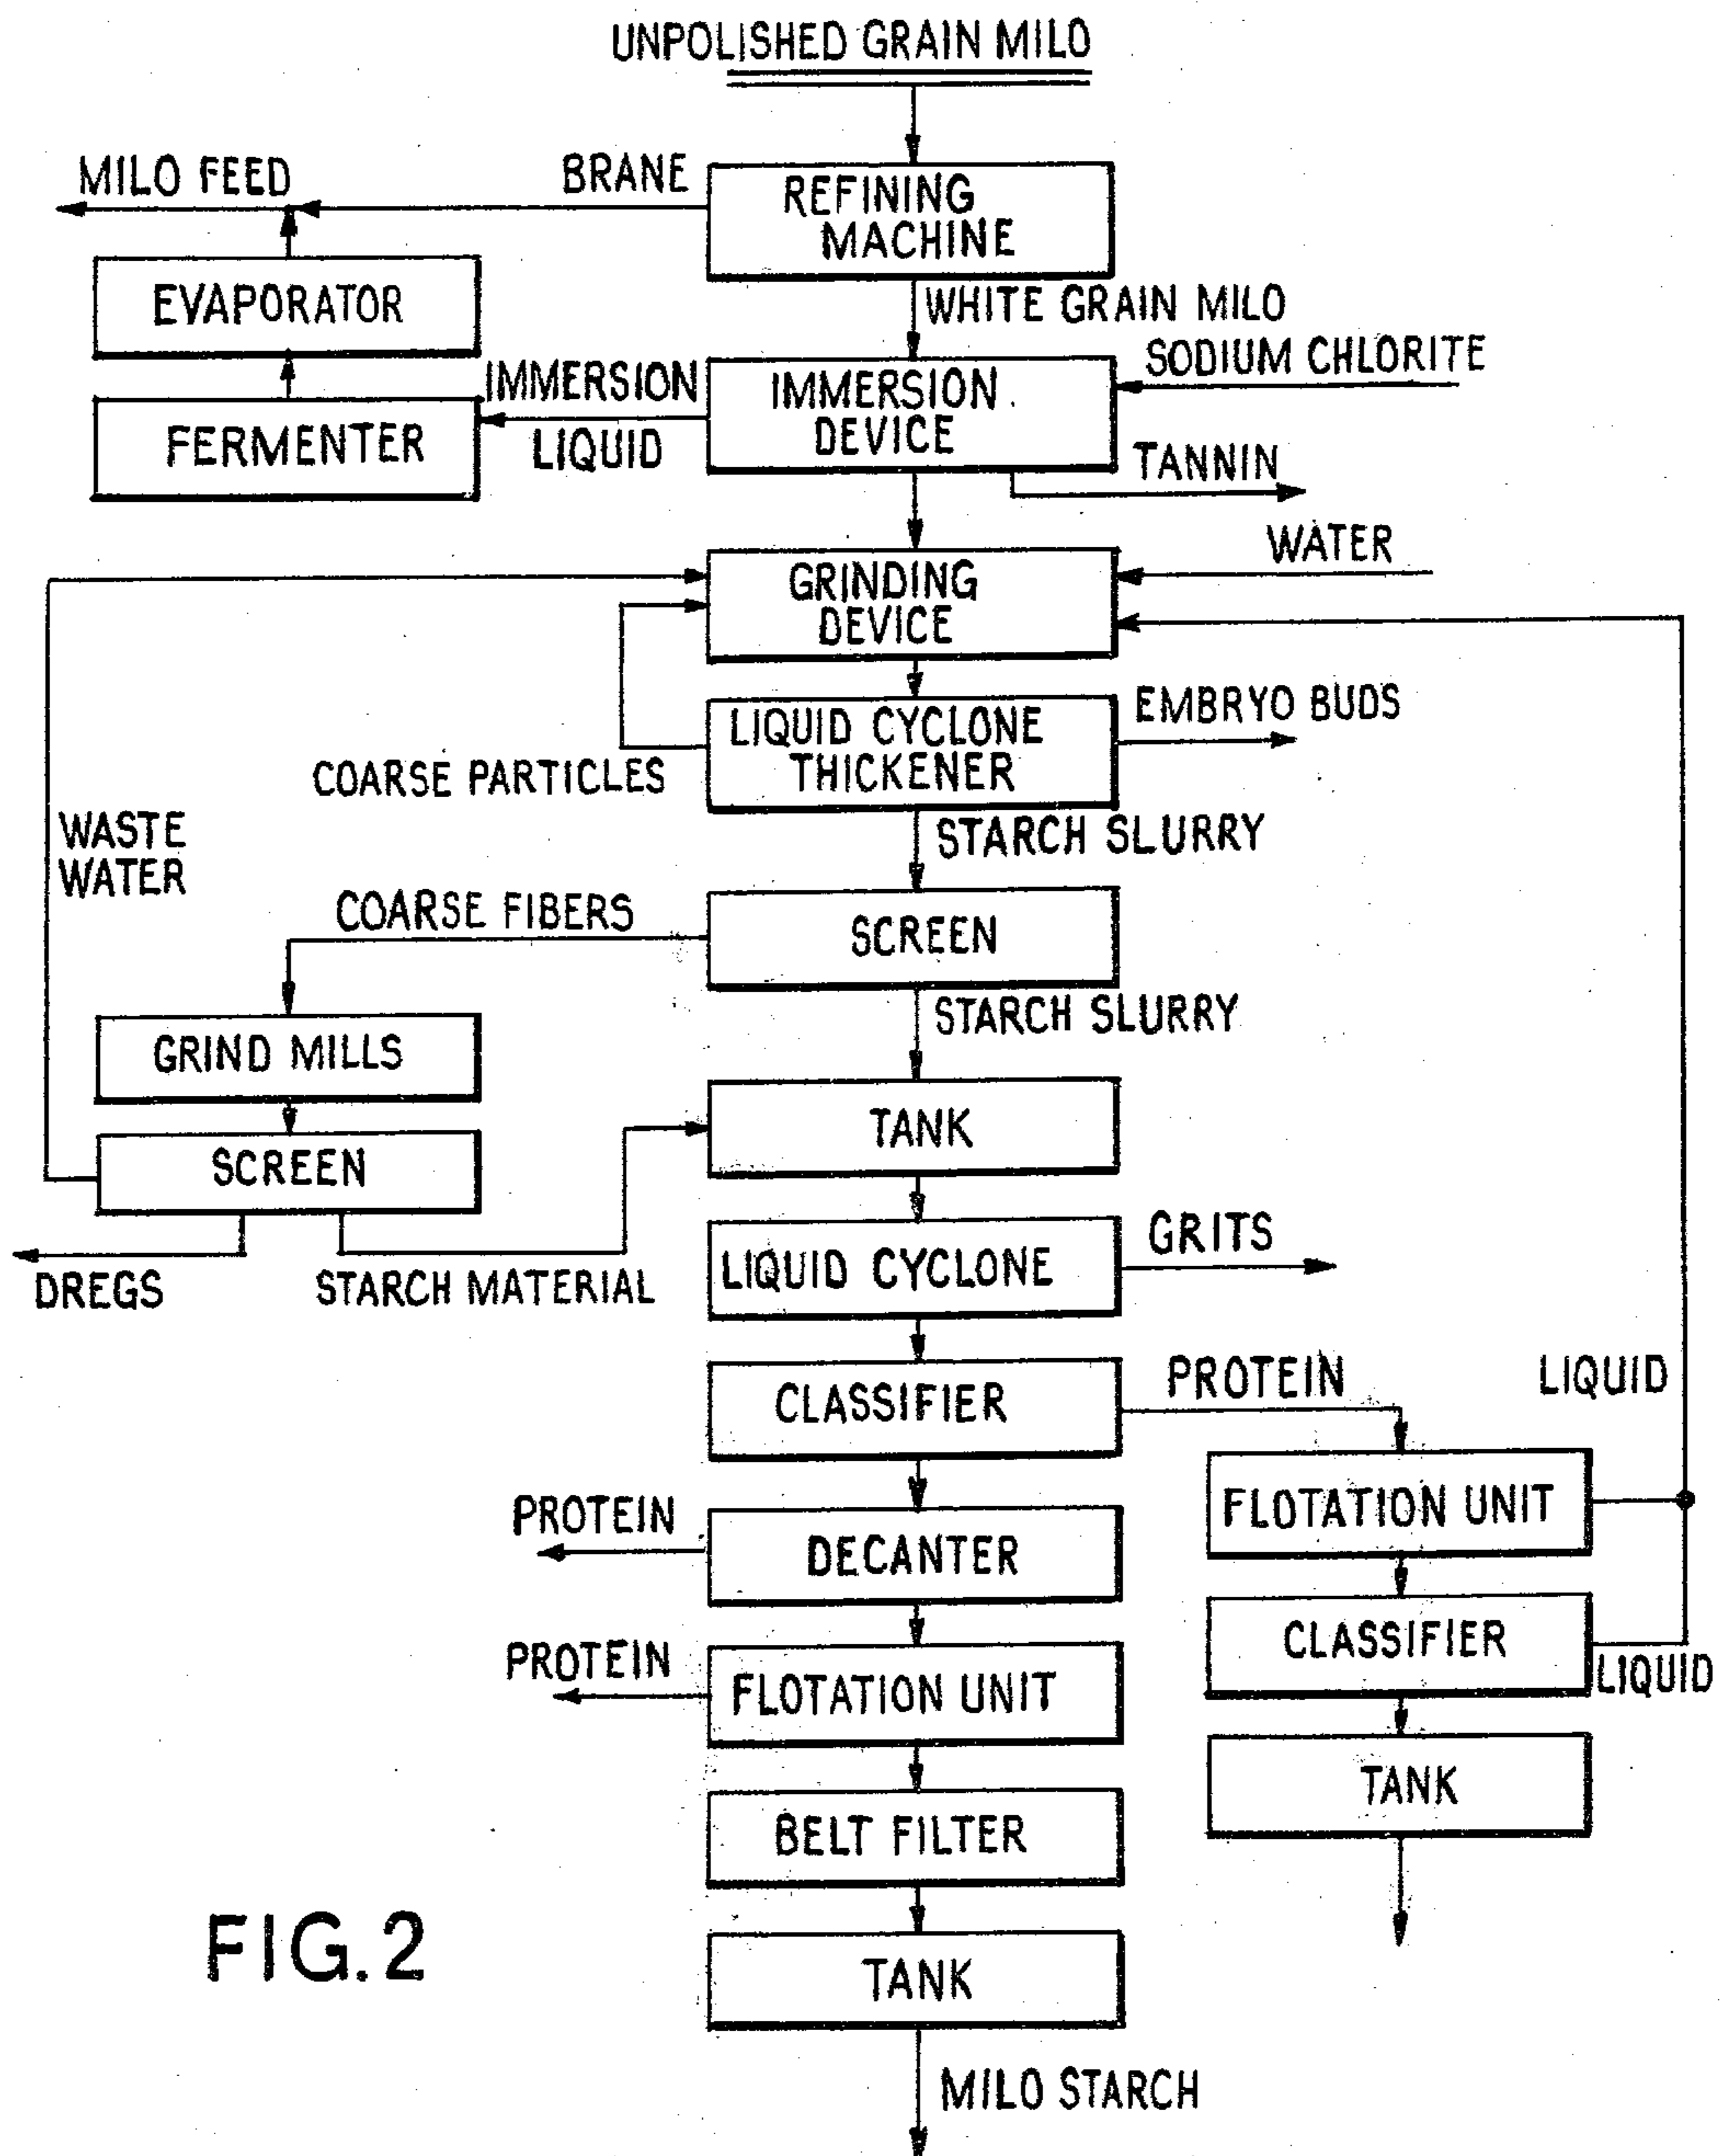 UNPOLISHED GRAIN MILO
MILO FEED
BRANE
REFINING
MACHINE
EVAPORATOR
WHITE GRAIN MILO
SODIUM CHLORITE
IMMERSION
LIQUID
IMMERSION
DEVICE
FERMENTER
TANNIN
WATER
GRINDING
DEVICE
LIQUID CYCLONE
THICKENER
EMBRYO BUDS
COARSE PARTICLES
WASTE
WATER
STARCH SLURRY
COARSE FIBERS
SCREEN
STARCH SLURRY
GRIND MILLS
TANK
SCREEN
DREGS
STARCH MATERIAL
LIQUID CYCLONE
GRITS
CLASSIFIER
PROTEIN
LIQUID
PROTEIN
DECANTER
FLOTATION UNIT
PROTEIN
FLOTATION UNIT
CLASSIFIER
LIQUID
BELT FILTER
TANK
FIG. 2
TANK
MILO STARCH